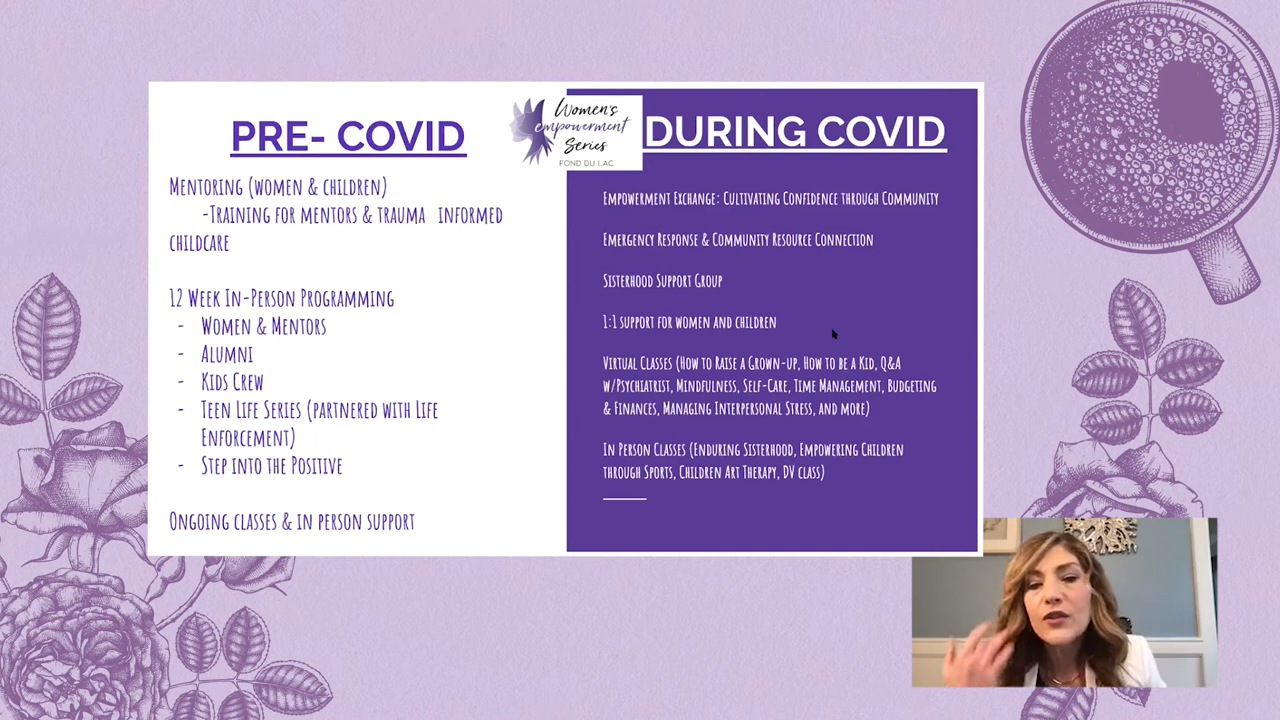 PRE- COVID
Mentoring (women & children)
-Training for mentors & trauma informed
childcare
12 Week In-Person Programming
- Women & Mentors
- Alumni
- Kids Crew
- Teen Life Series (partnered with Life
Enforcement)
- Step into the Positive
Ongoing classes & in person support
Women's
empowerment
Series
FOND DU LAC
DURING COVID
Empowerment Exchange: Cultivating Confidence through Community
Emergency Response & Community Resource Connection
Sisterhood Support Group
1:1 support for women and children
Virtual Classes (How to Raise a Grown-up, How to be a Kid, Q&A
w/Psychiatrist, Mindfulness, Self-Care, Time Management, Budgeting
& Finances, Managing Interpersonal Stress, and more)
In Person Classes (Enduring Sisterhood, Empowering Children
through Sports, Children Art Therapy, DV class)